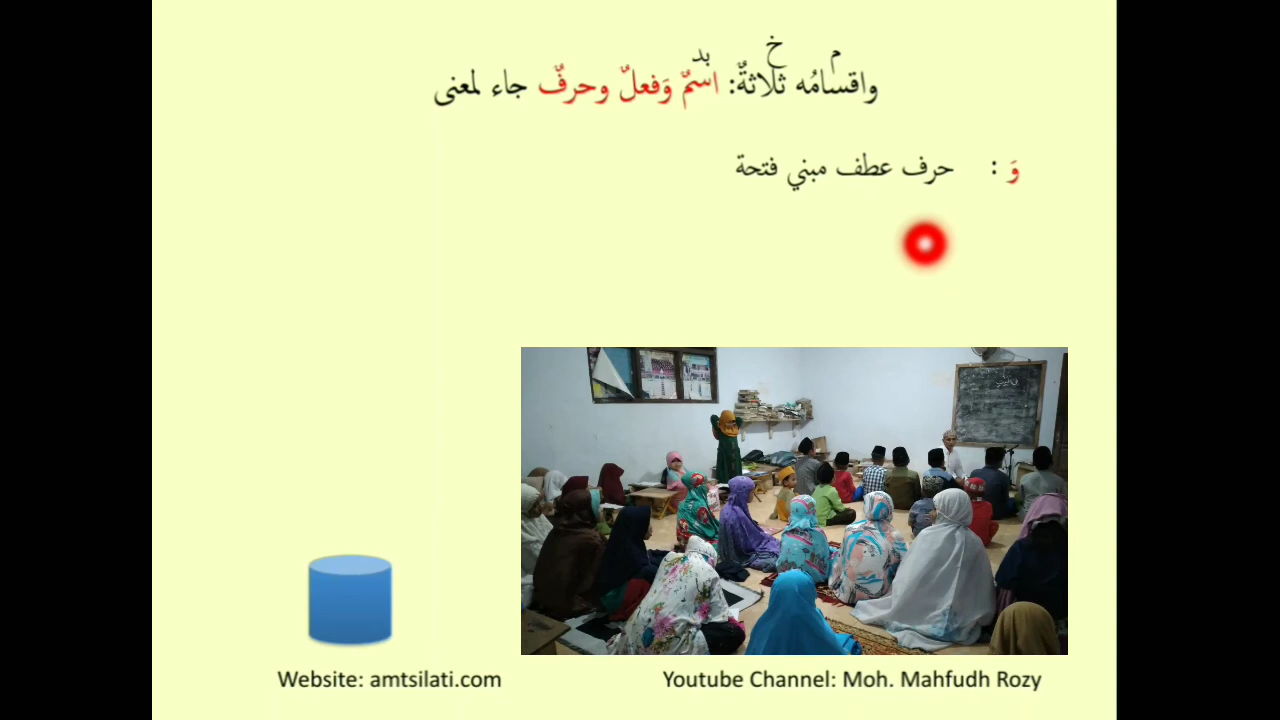 م خ بد
واقسامُه ثلاثةٌ: اسمٌ وَفعلٌ وحرفٌ جاء لمعنى
وَ : حرف عطف مبني فتحة
Website: amtsilati.com
Youtube Channel: Moh. Mahfudh Rozy